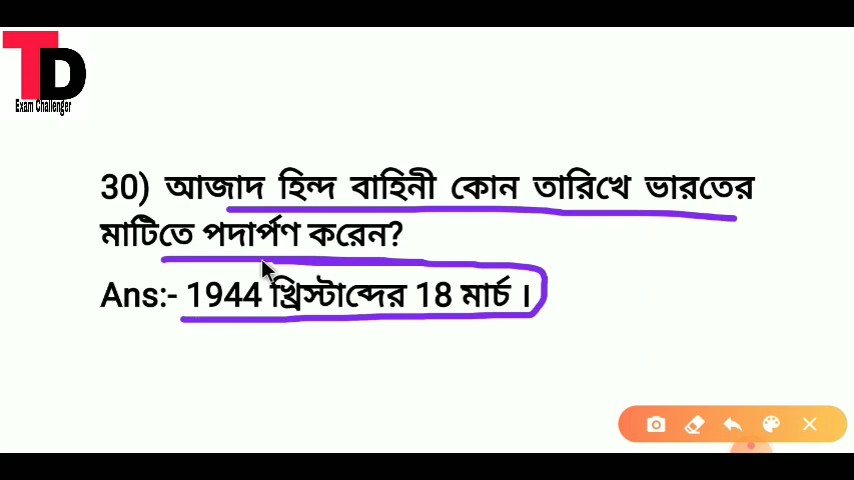 TD
Exam Challenger
30) আজাদ হিন্দ বাহিনী কোন তারিখে ভারতের
মাটিতে পদার্পণ করেন?
Ans:- 1944 খ্রিস্টাব্দের 18 মার্চ ।